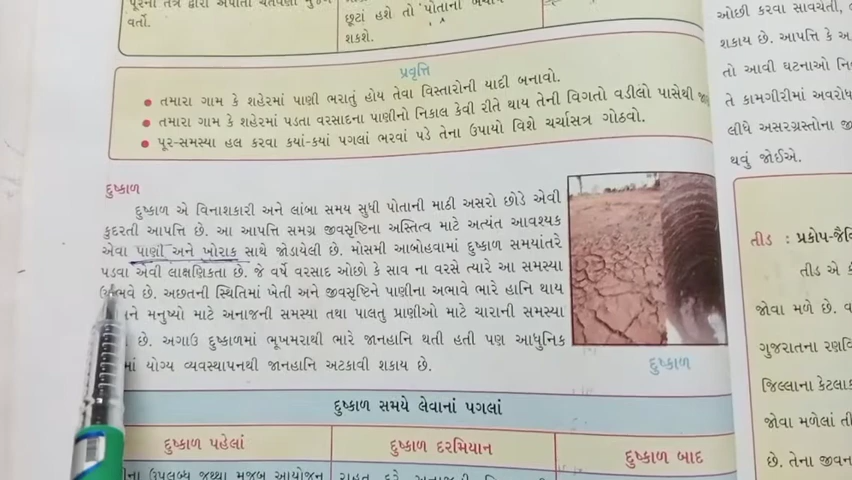 વર્તો.
છૂટાં હશે તો પોતાનો
શકશે.
પ્રવૃત્તિ
● તમારા ગામ કે શહેરમાં પાણી ભરાતું હોય તેવા વિસ્તારોની યાદી બનાવો.
● તમારા ગામ કે શહેરમાં પડતા વરસાદના પાણીનો નિકાલ કેવી રીતે થાય તેની વિગતો વડીલો પાસેથી
● પૂર-સમસ્યા હલ કરવા કયાં-કયાં પગલાં ભરવાં પડે તેના ઉપાયો વિશે ચર્ચાસત્ર ગોઠવો.
દુષ્કાળ
દુષ્કાળ એ વિનાશકારી અને લાંબા સમય સુધી પોતાની માઠી અસરો છોડે એવી
કુદરતી આપત્તિ છે. આ આપત્તિ સમગ્ર જીવસૃષ્ટિના અસ્તિત્વ માટે અત્યંત આવશ્યક
એવા પાણી અને ખોરાક સાથે જોડાયેલી છે. મોસમી આબોહવામાં દુષ્કાળ સમયાંતરે
પડવા એવી લાક્ષણિકતા છે. જે વર્ષે વરસાદ ઓછો કે સાવ ના વરસે ત્યારે આ સમસ્યા
છે. અછતની સ્થિતિમાં ખેતી અને જીવસૃષ્ટિને પાણીના અભાવે ભારે હાનિ થાય
મનુષ્યો માટે અનાજની સમસ્યા તથા પાલતુ પ્રાણીઓ માટે ચારાની સમસ્યા
છે. અગાઉ દુષ્કાળમાં ભૂખમરાથી ભારે જાનહાનિ થતી હતી પણ આધુનિક
યોગ્ય વ્યવસ્થાપનથી જાનહાનિ અટકાવી શકાય છે.
દુષ્કાળ
દુષ્કાળ સમયે લેવાનાં પગલાં
દુષ્કાળ પહેલાં
દુષ્કાળ દરમિયાન
દુષ્કાળ બાદ
ઉપલબ્ધ જથ્થા મુજબ આયોજન
ઓછી કરવા સાવચેતી,
શકાય છે. આપત્તિ કે અ
તો આવી ઘટનાઓ
તે કામગીરીમાં અવરોધ
લીધે અસરગ્રસ્તોના
થવું જોઈએ.
તીડ : પ્રકોપ-જૈ
તીડ એ
જોવા મળે છે.
ગુજરાતના
જિલ્લાના કેટલાક
જોવા મળેલાં
છે. તેના જીવન